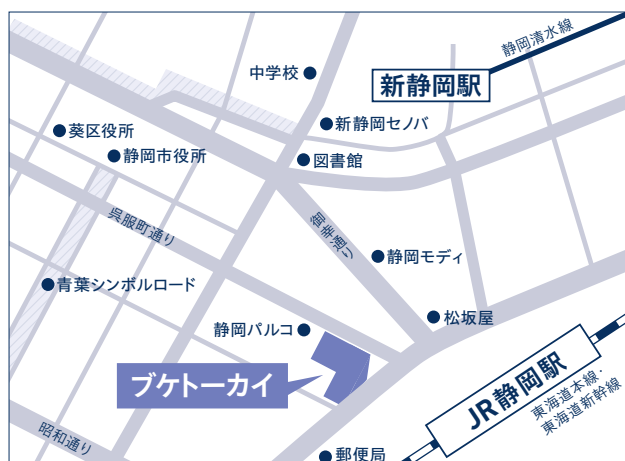 静岡清水線
中学校
新静岡駅
新静岡セノバ
葵区役所
静岡市役所
図書館
呉服町通り
御幸通り
静岡モディ
青葉シンボルロード
静岡パルコ
松坂屋
ブケトーカイ
JR静岡駅
東海道本線・
東海道新幹線
昭和通り
郵便局